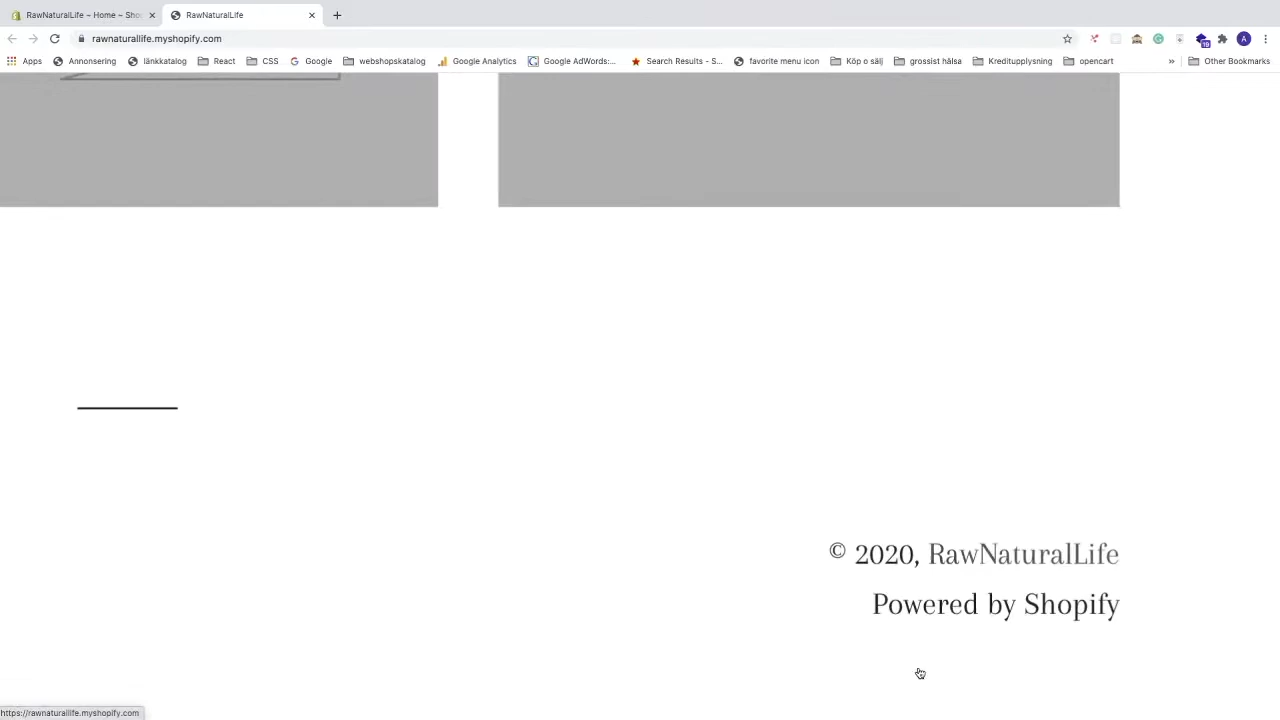 RawNaturalLife ~ Home ~ Sho
RawNaturalLife
rawnaturallife.myshopify.com
Apps
Annonsering
länkkatalog
React
CSS
Google
webshopskatalog
Google Analytics
Google AdWords:...
Search Results - S...
favorite menu icon
Köp o sälj
grossist hälsa
Kreditupplysning
opencart
»
Other Bookmarks
19
A
© 2020, RawNaturalLife
Powered by Shopify
https://rawnaturallife.myshopify.com